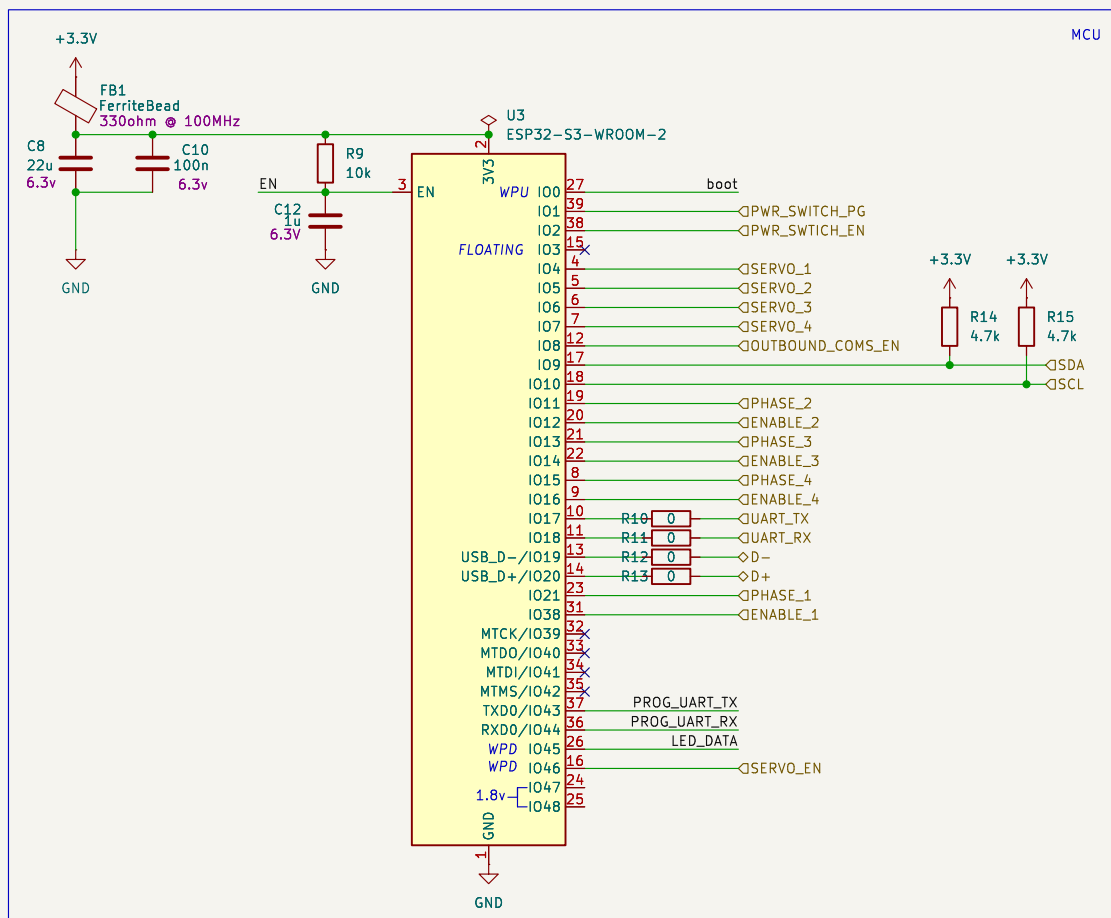 MCU
+3.3V
FB1
FerriteBead
330ohm @ 100MHz
C8
22u
6.3v
C10
100n
6.3v
GND
R9
10k
EN
C12
1u
6.3V
GND
U3
ESP32-S3-WROOM-2
2
3V3
3 EN
WPU IO0 27 boot
IO1 39 PWR_SWITCH_PG
IO2 38 PWR_SWTICH_EN
FLOATING IO3 15
IO4 4 SERVO_1
IO5 5 SERVO_2
IO6 6 SERVO_3
IO7 7 SERVO_4
IO8 12 OUTBOUND_COMS_EN
IO9 17 SDA
IO10 18 SCL
+3.3V
R14
4.7k
+3.3V
R15
4.7k
IO11 19 PHASE_2
IO12 20 ENABLE_2
IO13 21 PHASE_3
IO14 22 ENABLE_3
IO15 8 PHASE_4
IO16 9 ENABLE_4
IO17 10 R10 0 UART_TX
IO18 11 R11 0 UART_RX
USB_D-/IO19 13 R12 0 D-
USB_D+/IO20 14 R13 0 D+
IO21 23 PHASE_1
IO38 31 ENABLE_1
MTCK/IO39 32
MTDO/IO40 33
MTDI/IO41 34
MTMS/IO42 35
TXD0/IO43 37 PROG_UART_TX
RXD0/IO44 36 PROG_UART_RX
WPD IO45 26 LED_DATA
WPD IO46 16 SERVO_EN
IO47 24
1.8v
IO48 25
GND
1
GND